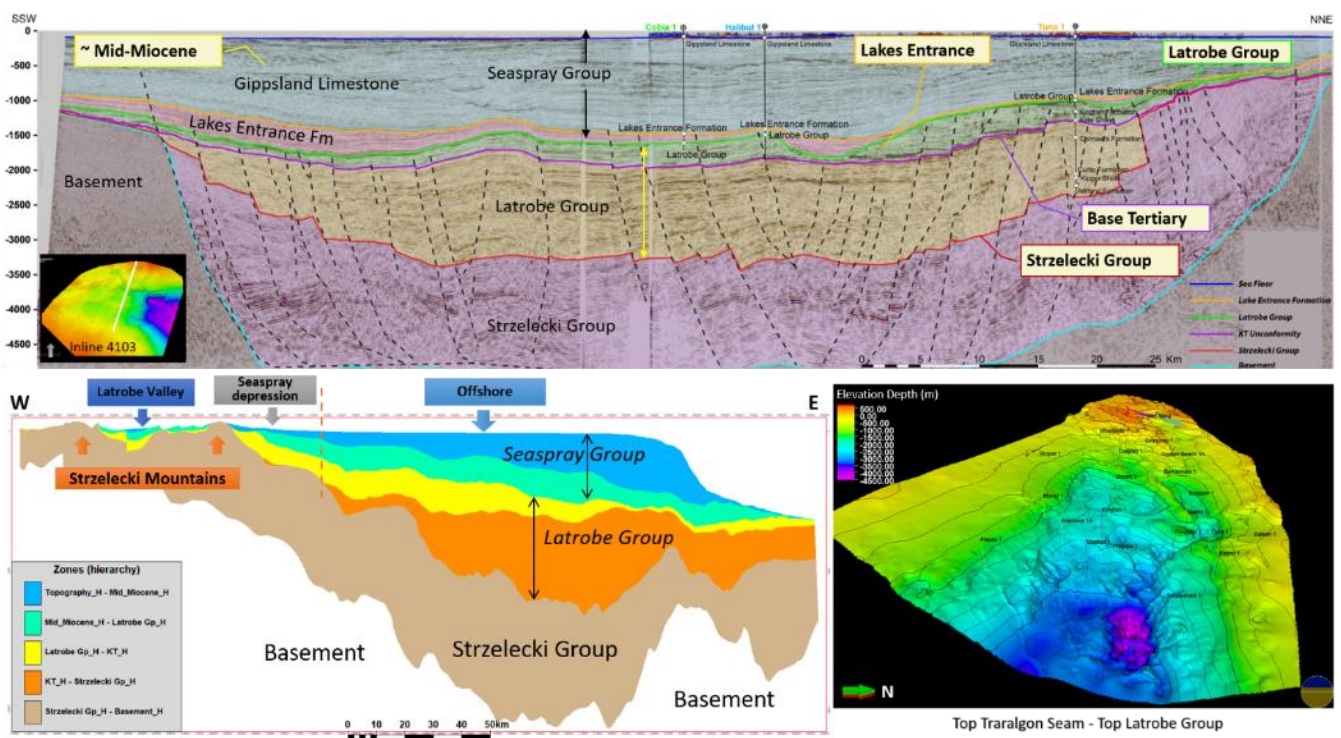 SSW
NNE
Cobia 1
Halibut 1
Tuna 1
0
-500
-1000
-1500
-2000
-2500
-3000
-3500
-4000
-4500
~ Mid-Miocene
Gippsland Limestone
Seaspray Group
Gippsland Limestone
Gippsland Limestone
Gippsland Limestone
Lakes Entrance
Latrobe Group
Lakes Entrance Fm
Lakes Entrance Formation
Latrobe Group
Lakes Entrance Formation
Latrobe Group
Latrobe Group
Lakes Entrance Formation
Basement
Latrobe Group
Base Tertiary
Strzelecki Group
Strzelecki Group
Inline 4103
Sea Floor
Lake Entrance Formation
Latrobe Group
KT Unconformity
Strzelecki Group
Basement
0 5 10 15 20 25 Km
W
E
Latrobe Valley
Seaspray
depression
Offshore
Strzelecki Mountains
Seaspray Group
Latrobe Group
Basement
Strzelecki Group
Basement
Zones (hierarchy)
Topography_H - Mid_Miocene_H
Mid_Miocene_H - Latrobe Gp_H
Latrobe Gp_H - KT_H
KT_H - Strzelecki Gp_H
Strzelecki Gp_H - Basement_H
0 10 20 30 40 50km
Elevation Depth (m)
500.00
0.00
-500.00
-1000.00
-1500.00
-2000.00
-2500.00
-3000.00
-3500.00
-4000.00
-4500.00
N
Top Traralgon Seam - Top Latrobe Group